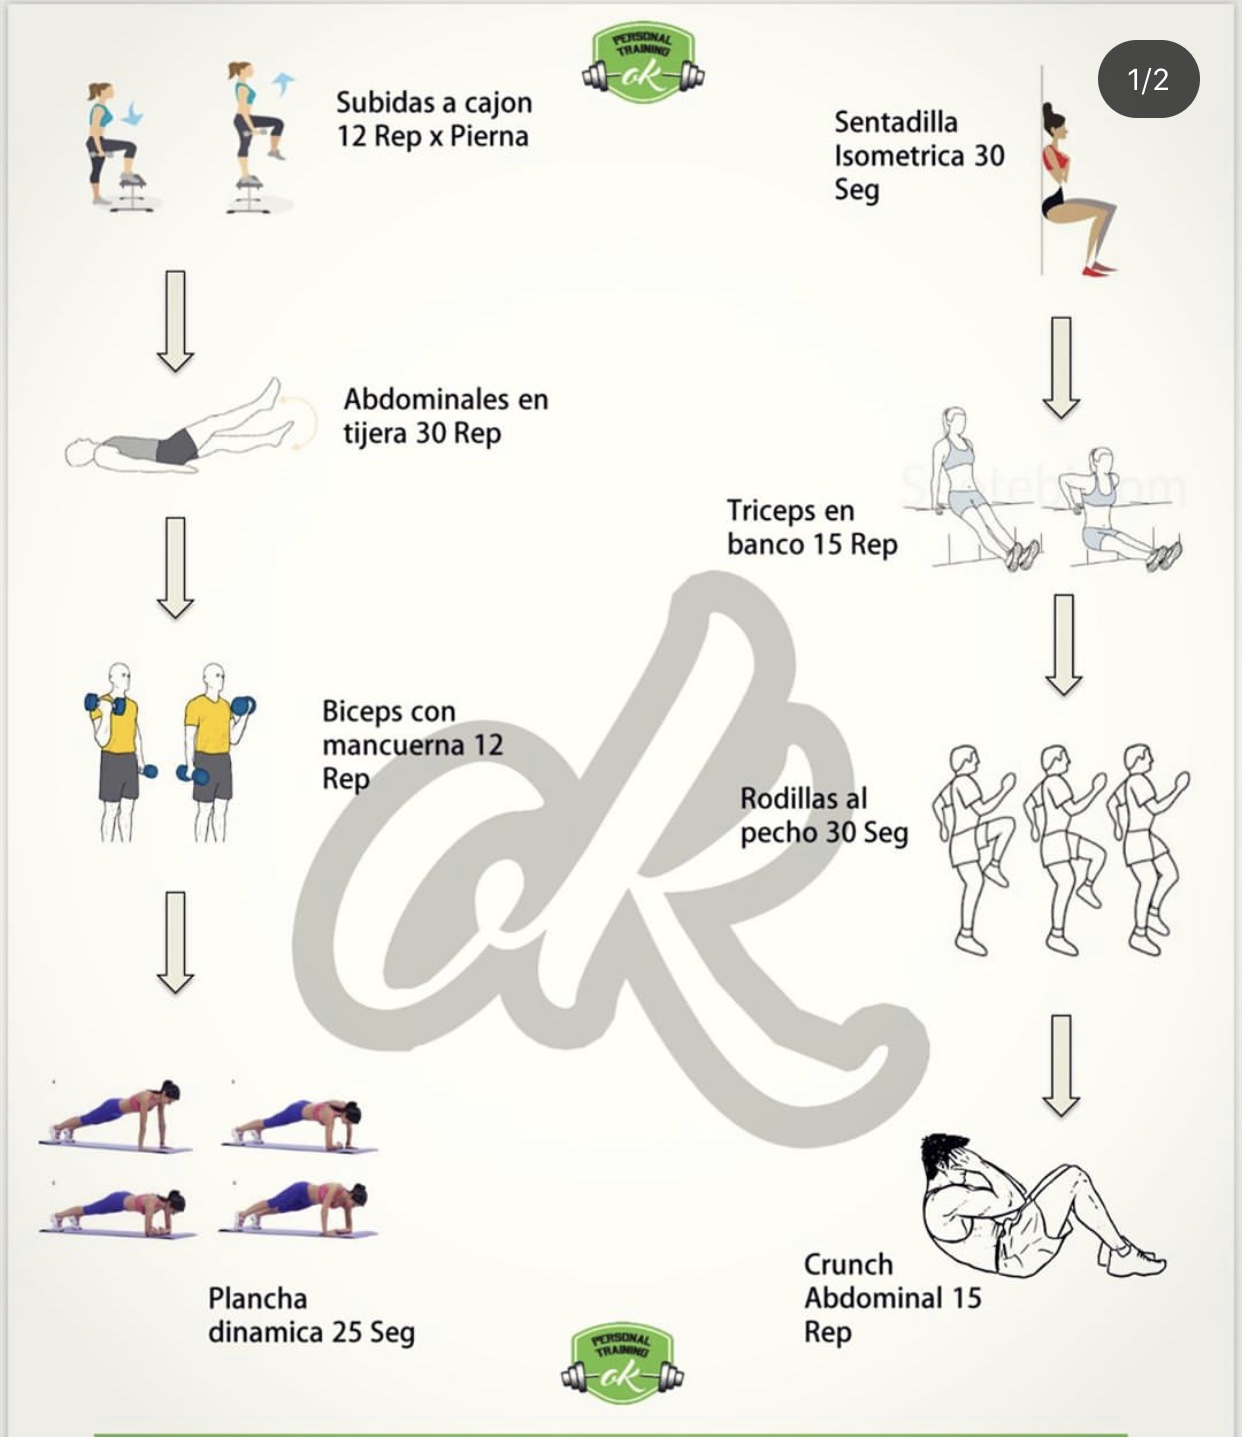 PERSONAL
TRAINING
ok
1/2
Subidas a cajon
12 Rep x Pierna
Abdominales en
tijera 30 Rep
Biceps con
mancuerna 12
Rep
Plancha
dinamica 25 Seg
Sentadilla
Isometrica 30
Seg
Triceps en
banco 15 Rep
Rodillas al
pecho 30 Seg
Crunch
Abdominal 15
Rep
ok
PERSONAL
TRAINING
ok